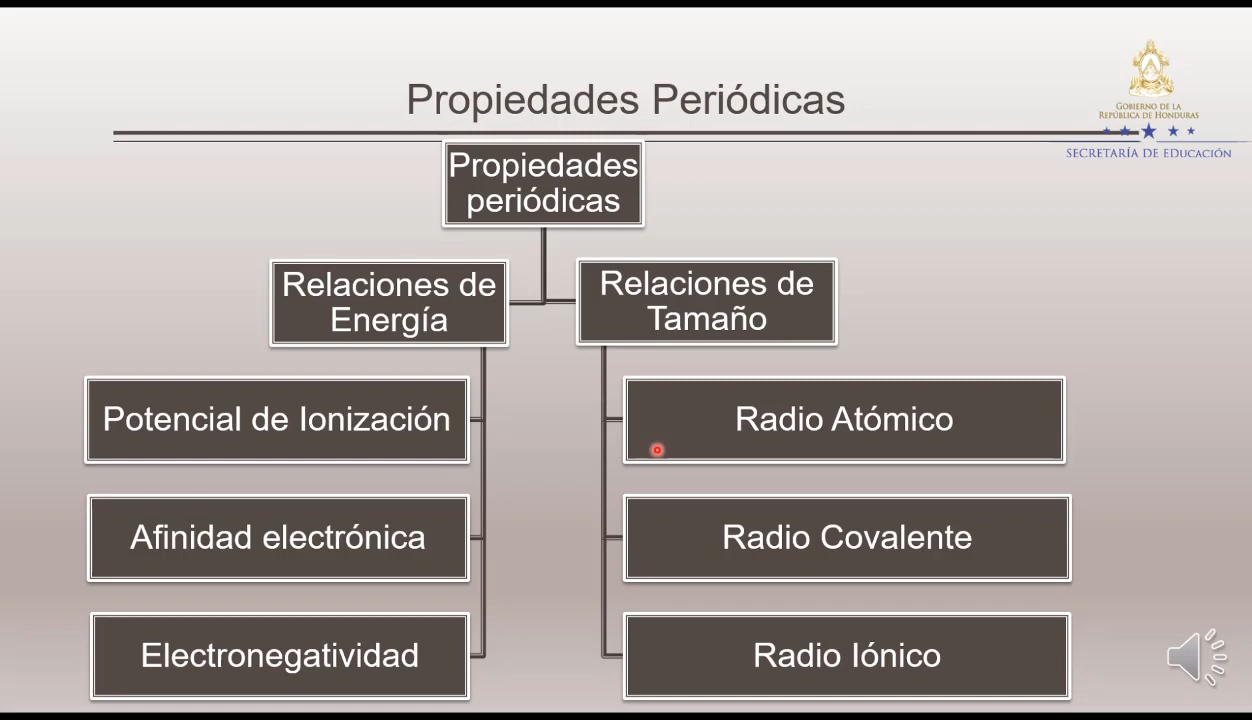 Propiedades Periódicas
GOBIERNO DE LA
REPÚBLICA DE HONDURAS
SECRETARÍA DE EDUCACIÓN
Propiedades
periódicas
Relaciones de
Energía
Relaciones de
Tamaño
Potencial de Ionización
Radio Atómico
Afinidad electrónica
Radio Covalente
Electronegatividad
Radio Iónico